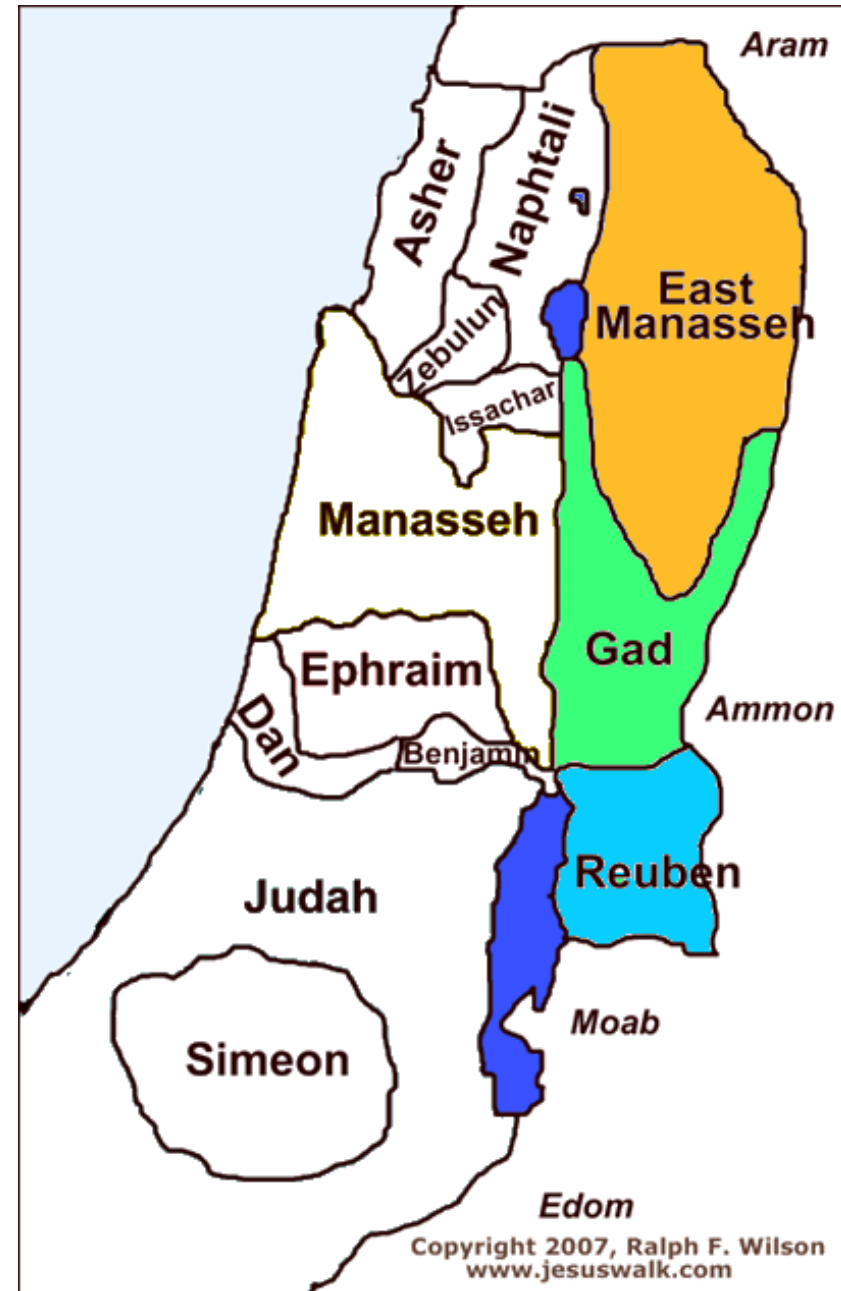 Aram
Asher
Naphtali
East
Manasseh
Zebulun
Issachar
Manasseh
Gad
Ephraim
Dan
Ammon
Benjamin
Reuben
Judah
Moab
Simeon
Edom
Copyright 2007, Ralph F. Wilson
www.jesuswalk.com